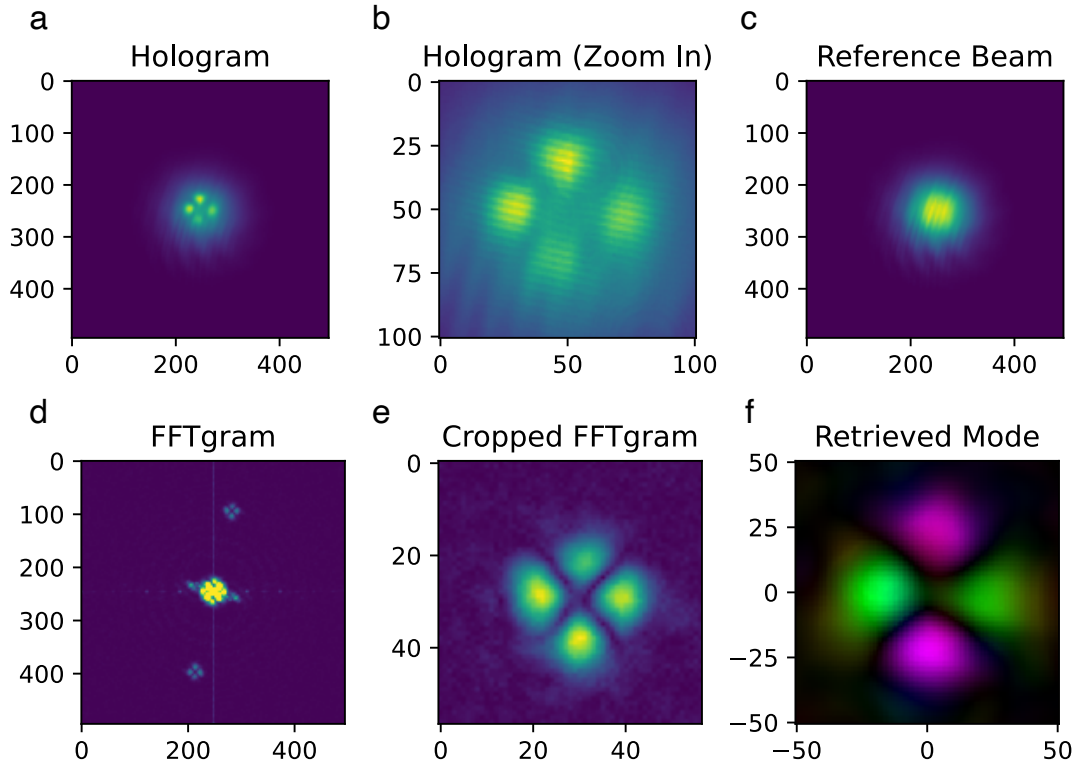 a
Hologram
0
100
200
300
400
0 200 400
b
Hologram (Zoom In)
0
25
50
75
100
0 50 100
c
Reference Beam
0
100
200
300
400
0 200 400
d
FFTgram
0
100
200
300
400
0 200 400
e
Cropped FFTgram
0
20
40
20 40
0
f
Retrieved Mode
50
25
0
−25
−50
−50 0 50